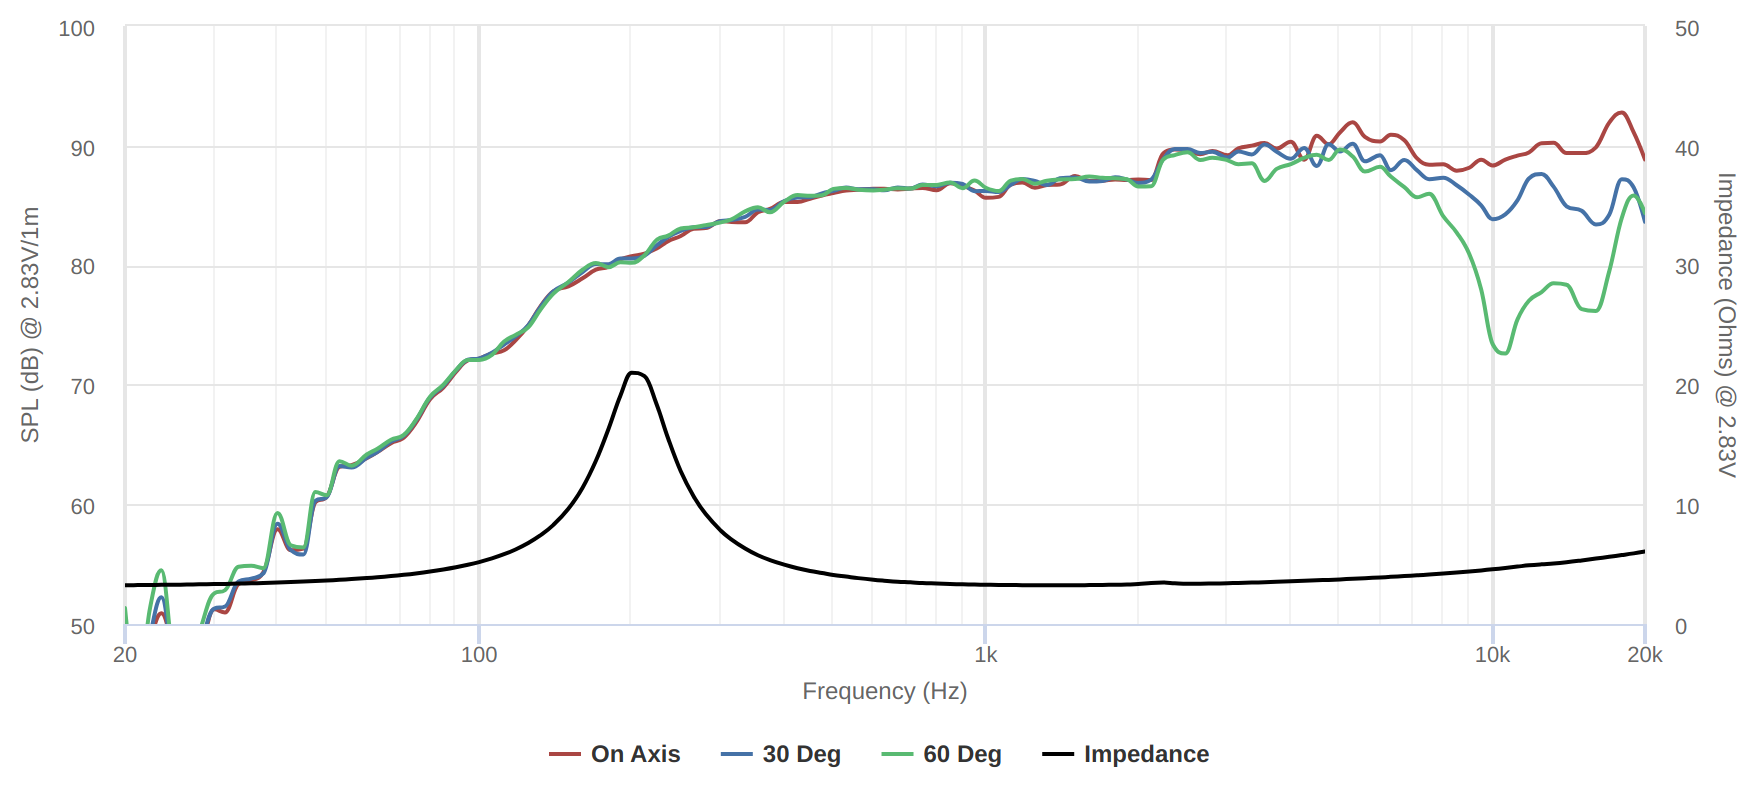 100
90
80
70
60
50
SPL (dB) @ 2.83V/1m
50
40
30
20
10
0
Impedance (Ohms) @ 2.83V
20
100
1k
10k
20k
Frequency (Hz)
On Axis
30 Deg
60 Deg
Impedance